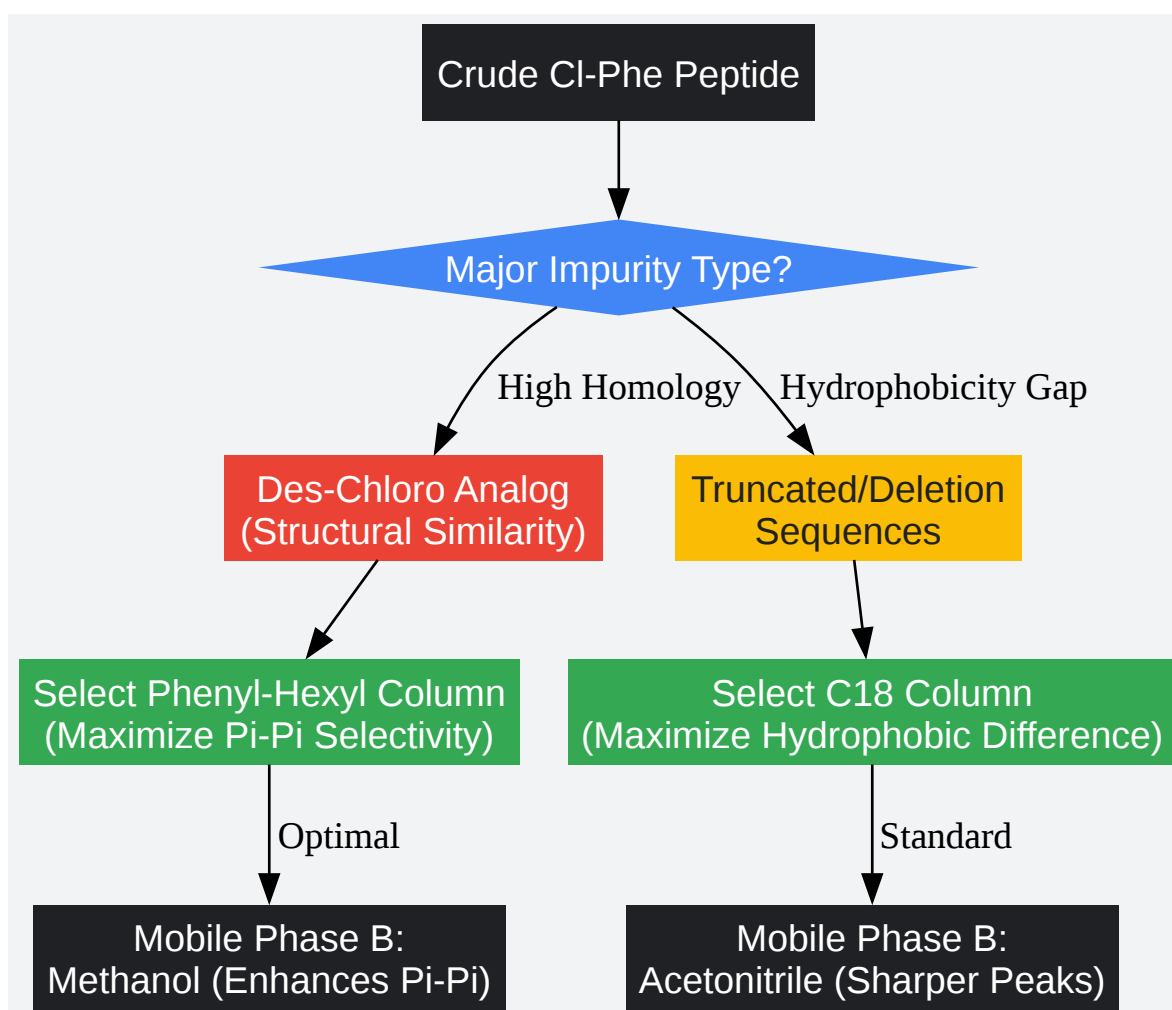 Crude Cl-Phe Peptide
Major Impurity Type?
High Homology
Hydrophobicity Gap
Des-Chloro Analog
(Structural Similarity)
Truncated/Deletion
Sequences
Select Phenyl-Hexyl Column
(Maximize Pi-Pi Selectivity)
Select C18 Column
(Maximize Hydrophobic Difference)
Optimal
Standard
Mobile Phase B:
Methanol (Enhances Pi-Pi)
Mobile Phase B:
Acetonitrile (Sharper Peaks)